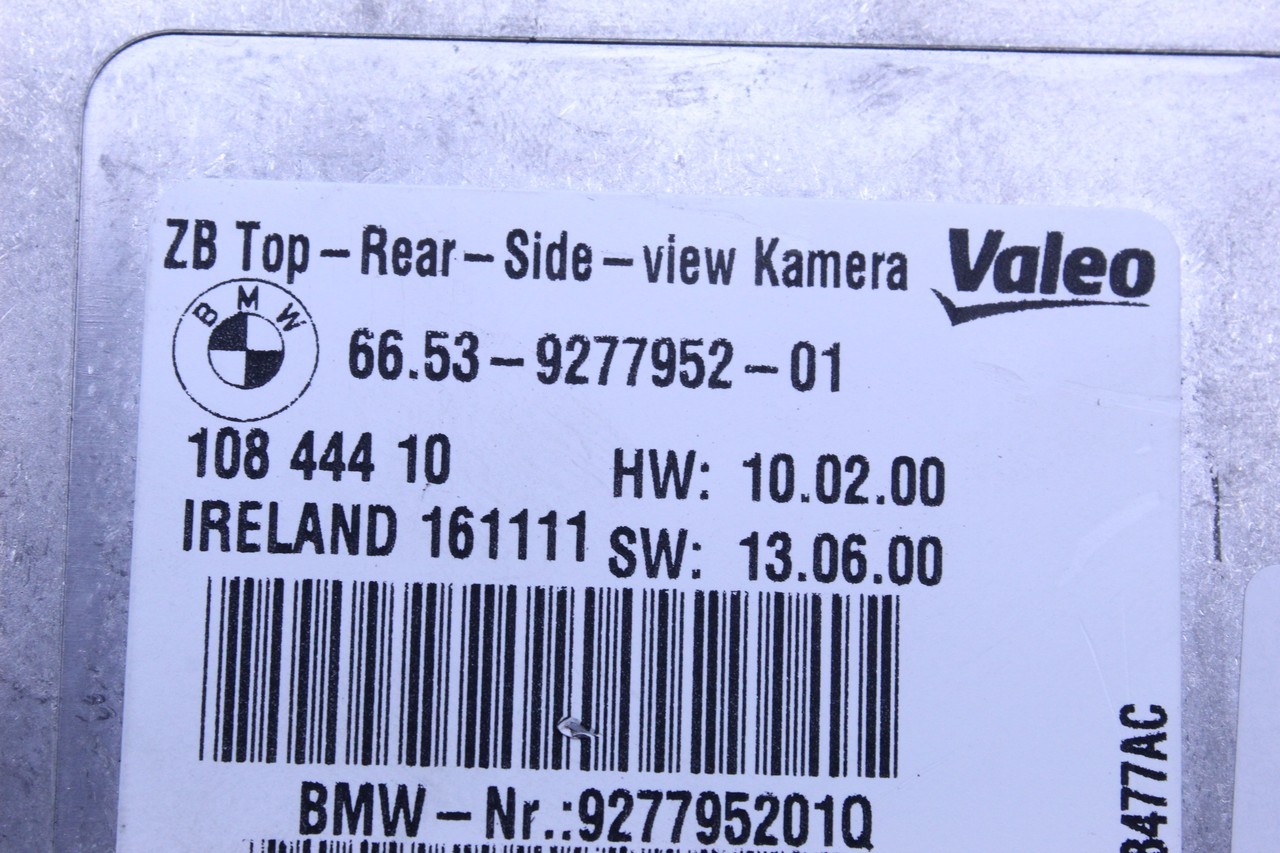 ZB Top-Rear-Side-view Kamera
Valeo
BMW
66.53-9277952-01
108 444 10
HW: 10.02.00
IRELAND 161111
SW: 13.06.00
BMW-Nr.:927795201Q